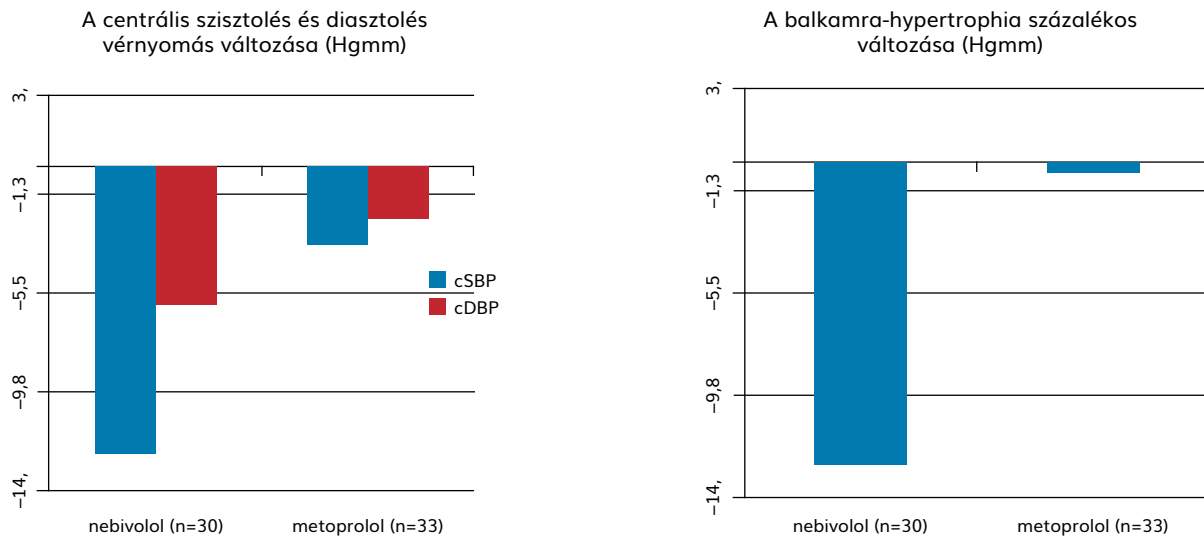 A centrális szisztolés és diasztolés
vérnyomás változása (Hgmm)
3,
−1,3
−5,5
−9,8
−14,
cSBP
cDBP
nebivolol (n=30)
metoprolol (n=33)
A balkamra-hypertrophia százalékos
változása (Hgmm)
3,
−1,3
−5,5
−9,8
−14,
nebivolol (n=30)
metoprolol (n=33)